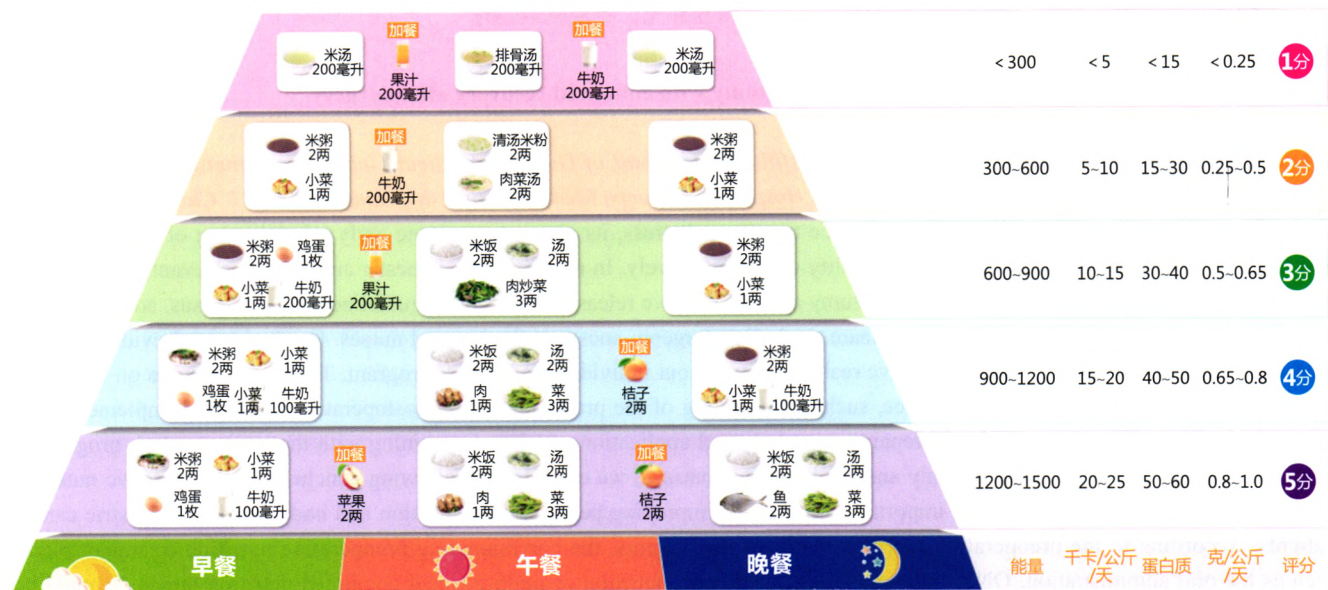 加餐
加餐
米汤
200毫升
果汁
200毫升
排骨汤
200毫升
牛奶
200毫升
米汤
200毫升
<300
<5
<15
<0.25
1分
米粥
2两
小菜
1两
加餐
牛奶
200毫升
清汤米粉
2两
肉菜汤
2两
米粥
2两
小菜
1两
300~600
5~10
15~30
0.25~0.5
2分
米粥
2两
鸡蛋
1枚
小菜
1两
牛奶
200毫升
加餐
果汁
200毫升
米饭
2两
汤
2两
肉炒菜
3两
米粥
2两
小菜
1两
600~900
10~15
30~40
0.5~0.65
3分
米粥
2两
小菜
1两
鸡蛋
1枚
小菜
1两
牛奶
100毫升
米饭
2两
汤
2两
肉
1两
菜
3两
加餐
桔子
2两
米粥
2两
小菜
1两
牛奶
100毫升
900~1200
15~20
40~50
0.65~0.8
4分
米粥
2两
小菜
1两
鸡蛋
1枚
牛奶
100毫升
加餐
苹果
2两
米饭
2两
汤
2两
肉
1两
菜
3两
加餐
桔子
2两
米饭
2两
汤
2两
鱼
2两
菜
3两
1200~1500
20~25
50~60
0.8~1.0
5分
早餐
午餐
晚餐
能量
千卡/公斤
/天
蛋白质
克/公斤
/天
评分